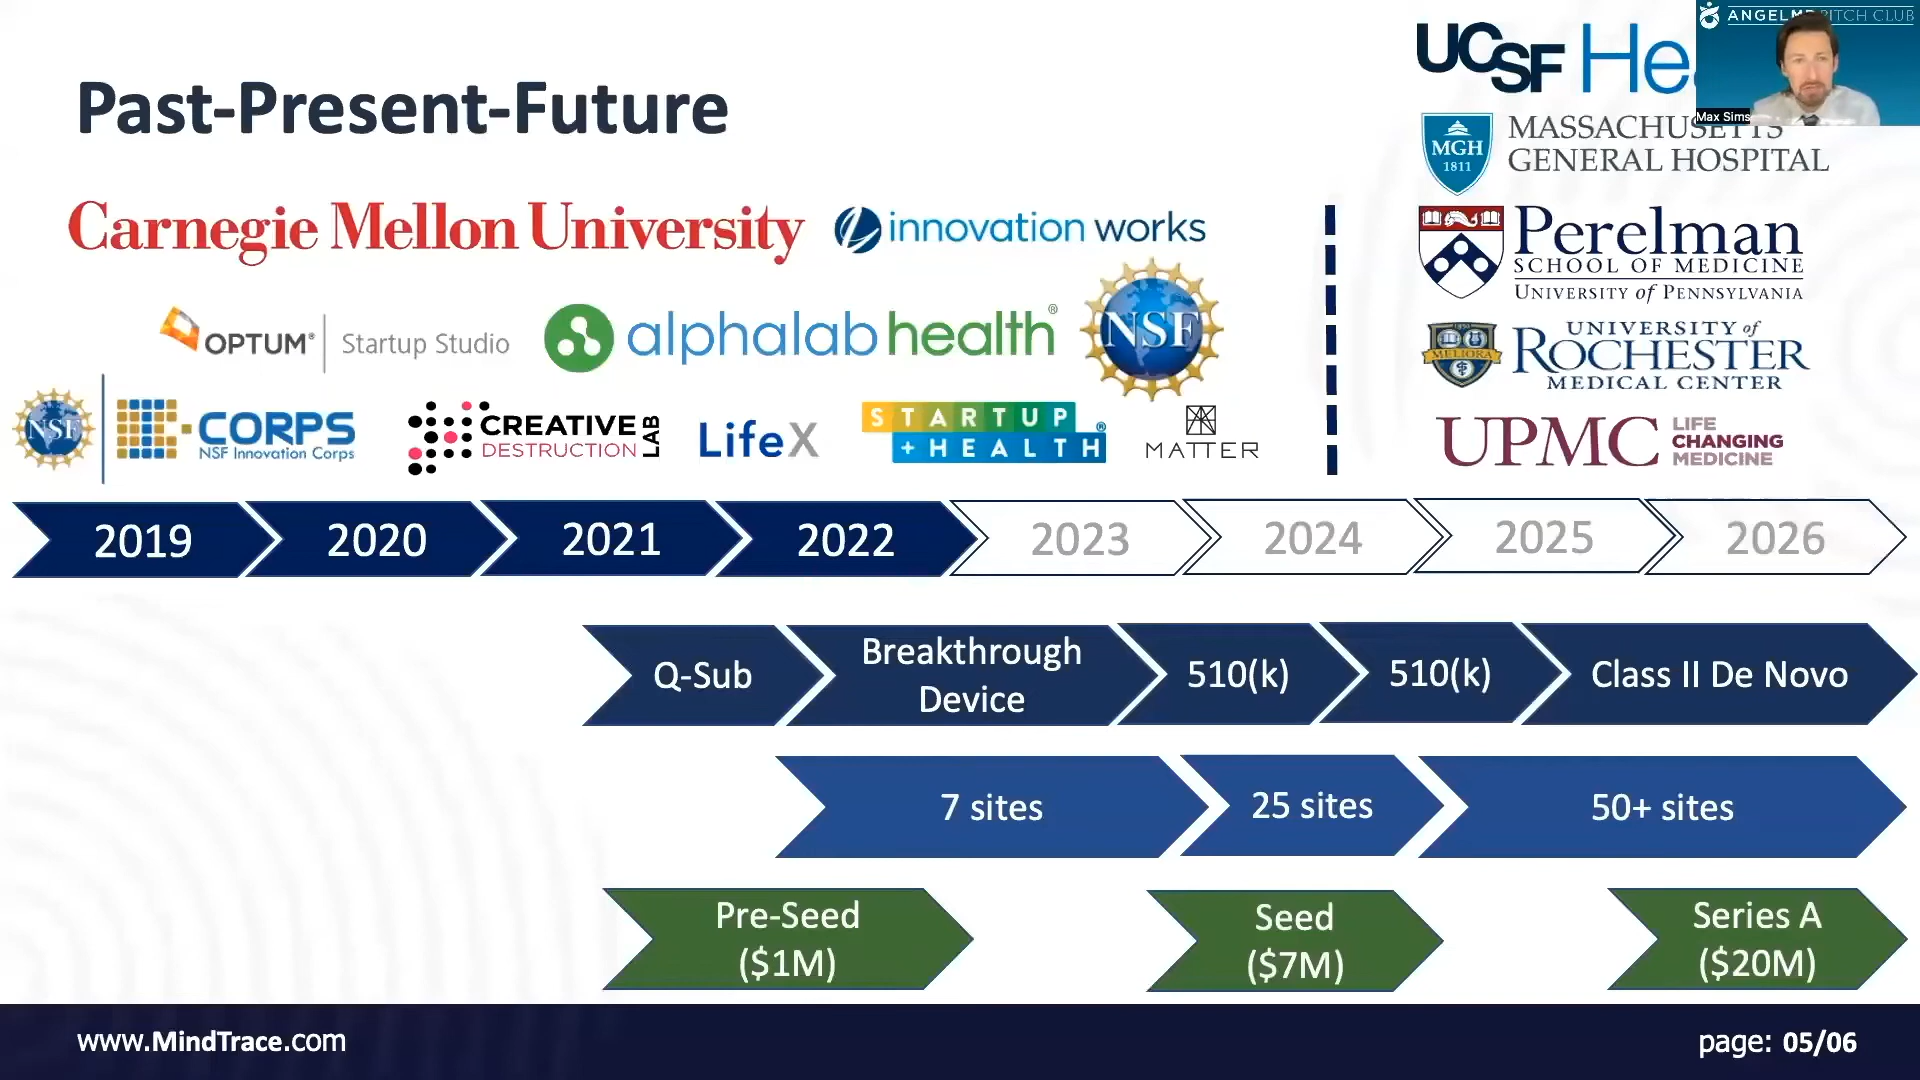 ANGELMD PITCH CLUB
Max Sims
Past-Present-Future
UCSF He
MGH
1811
MASSACHUSETTS
GENERAL HOSPITAL
Carnegie Mellon University
innovation works
Perelman
SCHOOL OF MEDICINE
UNIVERSITY of PENNSYLVANIA
OPTUM® Startup Studio
alphalab health®
NSF
MELIORA
UNIVERSITY of
ROCHESTER
MEDICAL CENTER
NSF
I-CORPS
NSF Innovation Corps
CREATIVE
DESTRUCTION
LAB
LifeX
STARTUP
+HEALTH®
MATTER
UPMC
LIFE
CHANGING
MEDICINE
2019 2020 2021 2022 2023 2024 2025 2026
Q-Sub
Breakthrough
Device
510(k)
510(k)
Class II De Novo
7 sites
25 sites
50+ sites
Pre-Seed
($1M)
Seed
($7M)
Series A
($20M)
www.MindTrace.com
page: 05/06